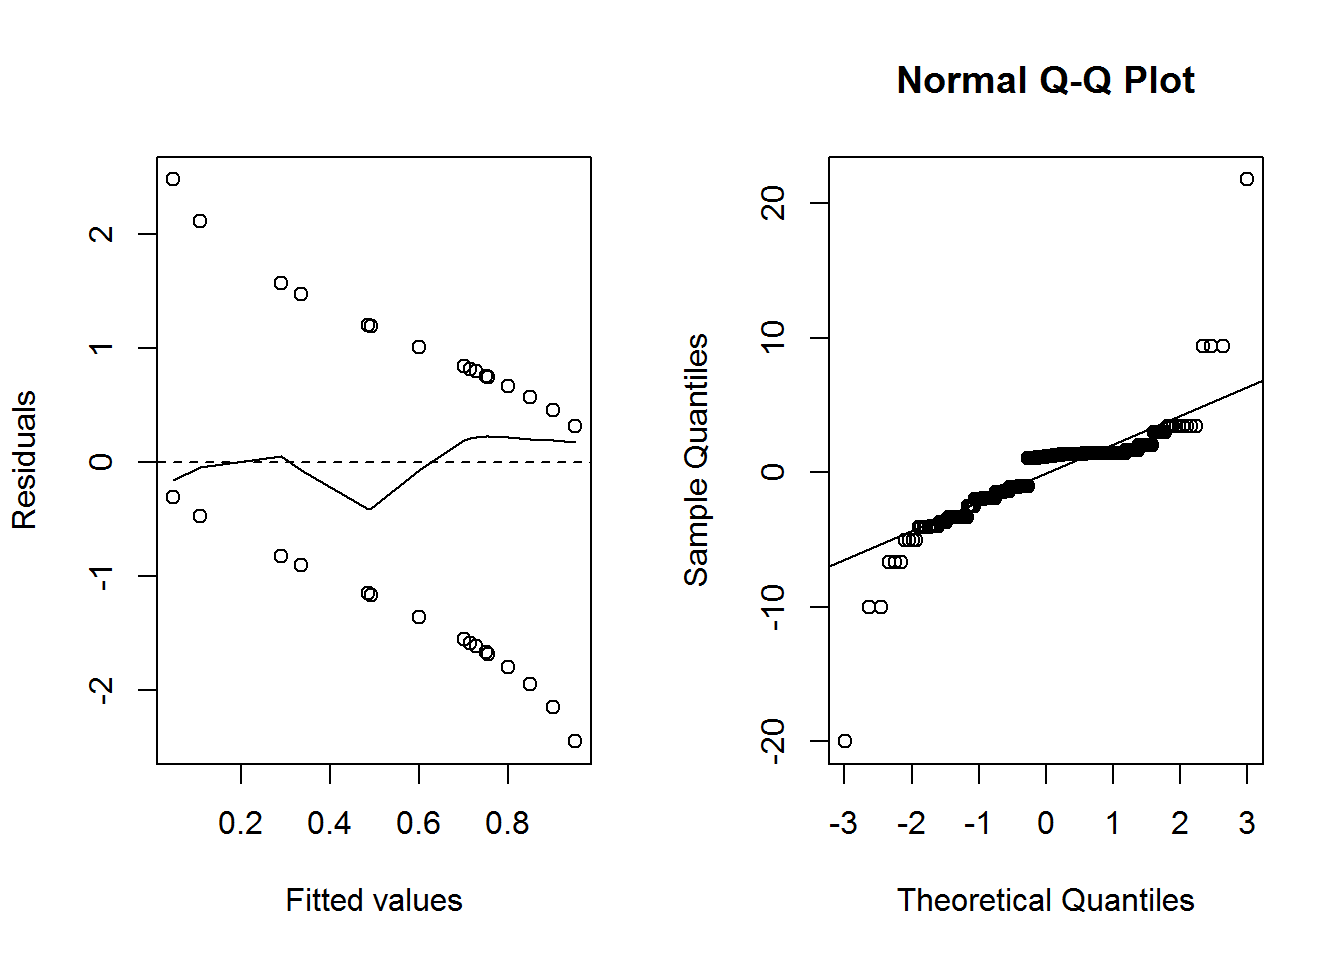 Normal Q-Q Plot
Residuals
2
1
0
-1
-2
0.2 0.4 0.6 0.8
Fitted values
Sample Quantiles
20
10
0
-10
-20
-3 -2 -1 0 1 2 3
Theoretical Quantiles